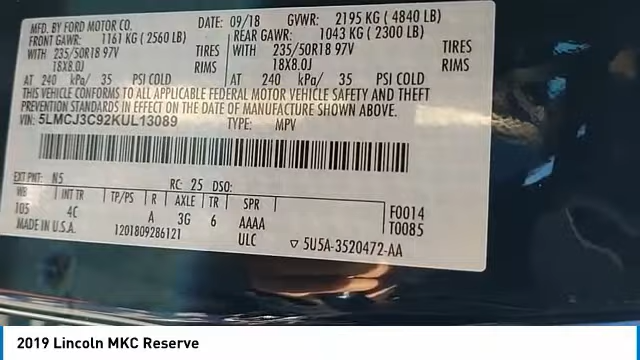 MFD. BY FORD MOTOR CO. DATE: 09/18 GVWR: 2195 KG (4840 LB)
FRONT GAWR: 1161 KG (2560 LB) REAR GAWR: 1043 KG (2300 LB)
WITH 235/50R18 97V TIRES WITH 235/50R18 97V TIRES
18X8.0J RIMS 18X8.0J RIMS
AT 240 kPa/ 35 PSI COLD AT 240 kPa/ 35 PSI COLD
THIS VEHICLE CONFORMS TO ALL APPLICABLE FEDERAL MOTOR VEHICLE SAFETY AND THEFT
PREVENTION STANDARDS IN EFFECT ON THE DATE OF MANUFACTURE SHOWN ABOVE.
VIN: 5LMCJ3C92KUL13089 TYPE: MPV
EXT PNT: N5 RC: 25 DSO:
WB INT TR TP/PS R AXLE TR SPR
105 4C A 3G 6 AAAA F0014
MADE IN U.S.A. ULC T0085
1201809286121 5U5A-3520472-AA
2019 Lincoln MKC Reserve